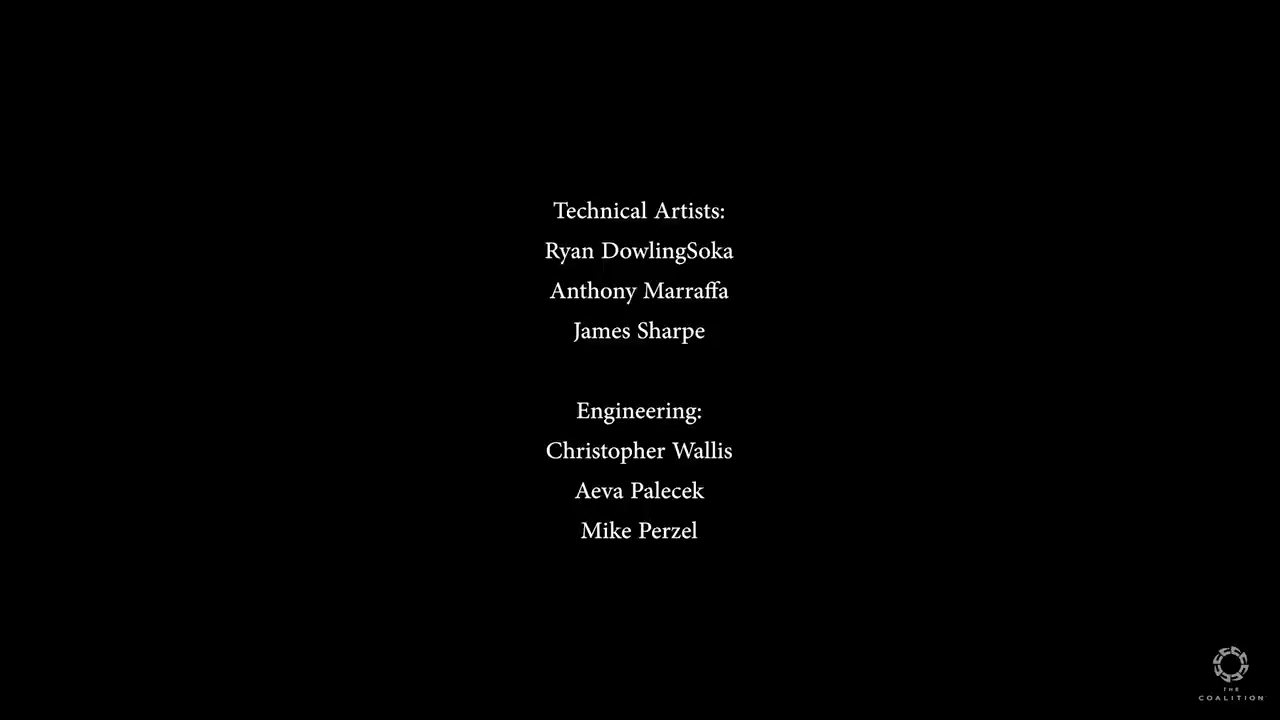 Technical Artists:
Ryan DowlingSoka
Anthony Marraffa
James Sharpe
Engineering:
Christopher Wallis
Aeva Palecek
Mike Perzel
THE
COALITION